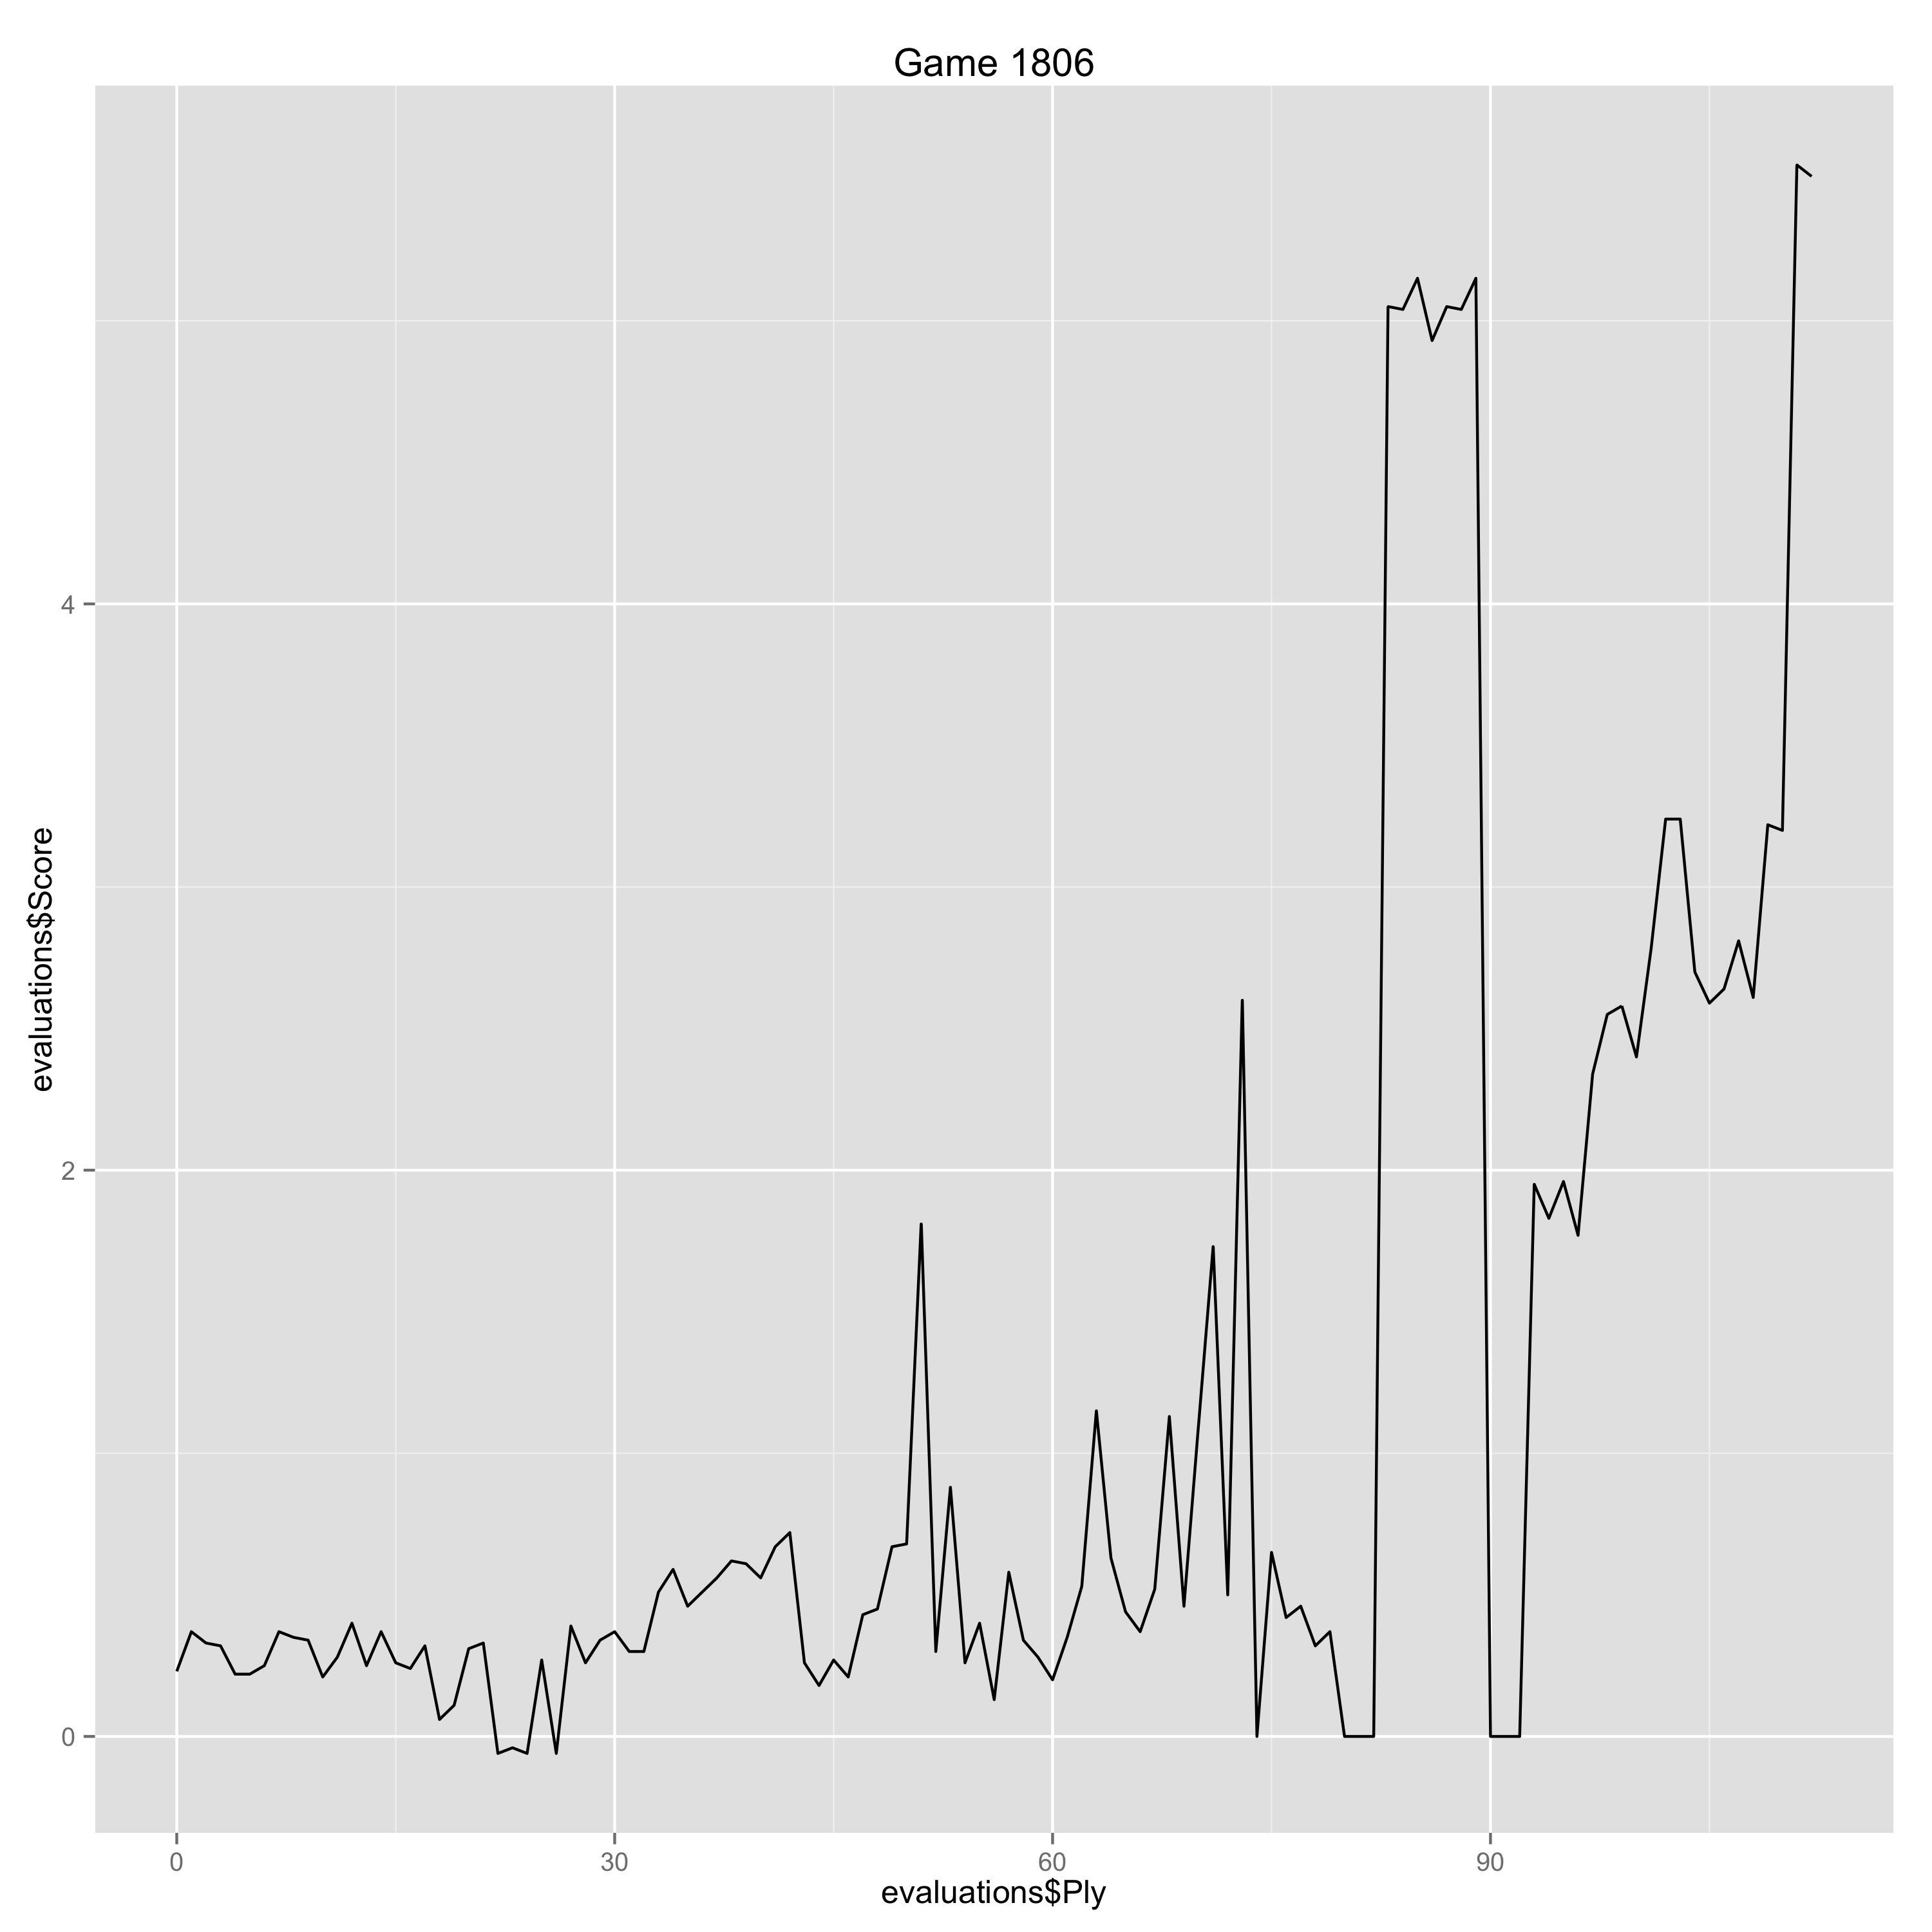 Game 1806
evaluations$Score
4
2
0
0 30 60 90
evaluations$Ply